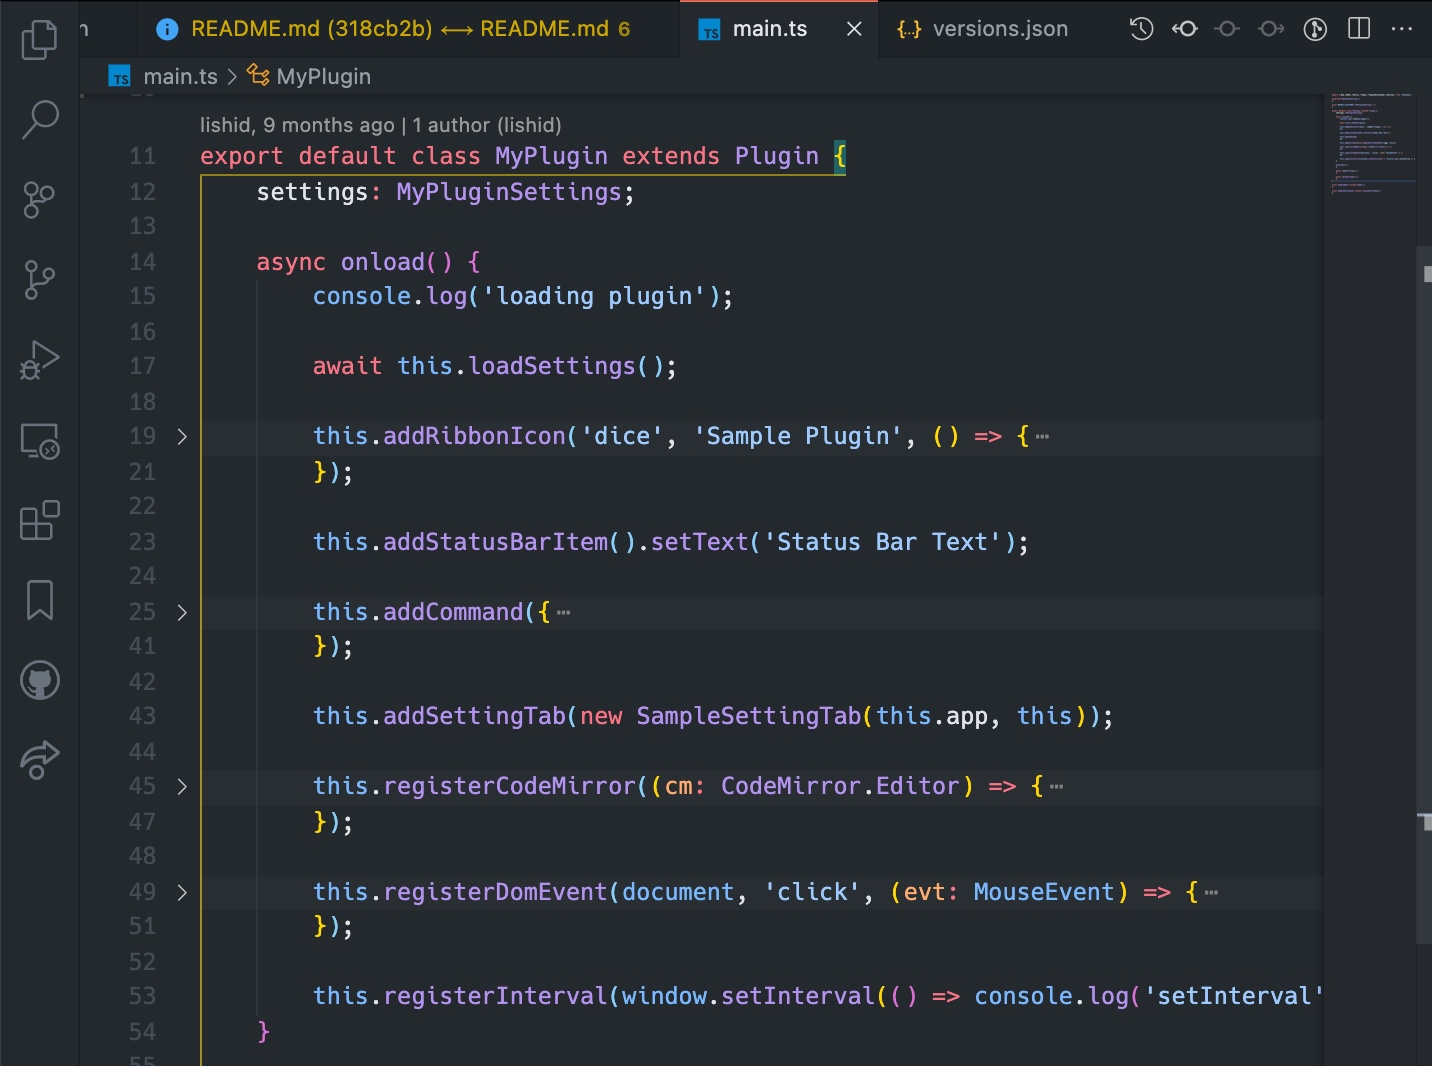 README.md (318cb2b) ⟷ README.md 6
TS main.ts
{..} versions.json
TS main.ts > MyPlugin
lishid, 9 months ago | 1 author (lishid)
11 export default class MyPlugin extends Plugin {
12 settings: MyPluginSettings;
13
14 async onload() {
15 console.log('loading plugin');
16
17 await this.loadSettings();
18
19 this.addRibbonIcon('dice', 'Sample Plugin', () => {⋯
21 });
22
23 this.addStatusBarItem().setText('Status Bar Text');
24
25 this.addCommand({⋯
41 });
42
43 this.addSettingTab(new SampleSettingTab(this.app, this));
44
45 this.registerCodeMirror((cm: CodeMirror.Editor) => {⋯
47 });
48
49 this.registerDomEvent(document, 'click', (evt: MouseEvent) => {⋯
51 });
52
53 this.registerInterval(window.setInterval(() => console.log('setInterval'
54 }
55